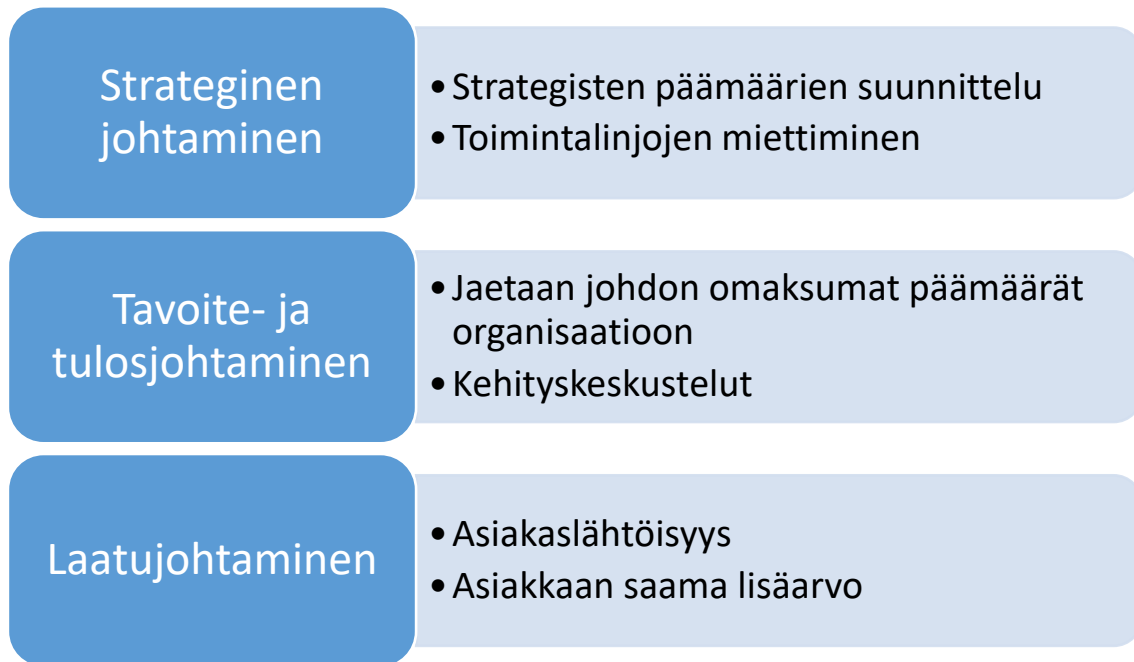 Strateginen
johtaminen
• Strategisten päämäärien suunnittelu
• Toimintalinjojen miettiminen
Tavoite- ja
tulosjohtaminen
• Jaetaan johdon omaksumat päämäärät
organisaatioon
• Kehityskeskustelut
Laatujohtaminen
• Asiakaslähtöisyys
• Asiakkaan saama lisäarvo